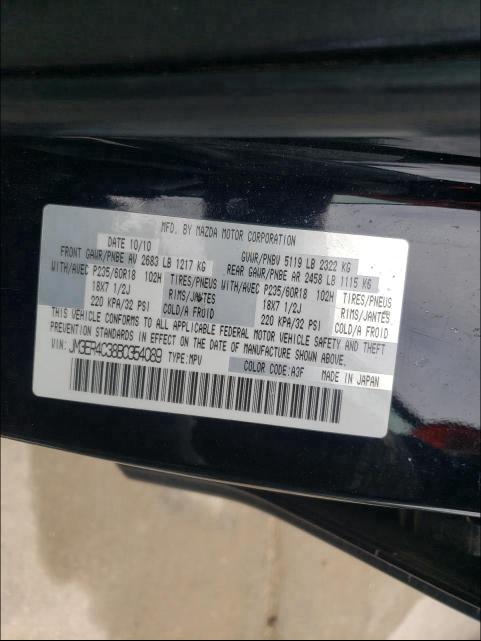 MFD. BY MAZDA MOTOR CORPORATION
DATE 10/10
GVWR/PNBV 5119 LB 2322 KG
FRONT GAWR/PNBE AV 2683 LB 1217 KG
REAR GAWR/PNBE AR 2458 LB 1115 KG
WITH/AVEC P235/60R18 102H TIRES/PNEUS WITH/AVEC P235/60R18 102H TIRES/PNEUS
18X7 1/2J RIMS/JANTES 18X7 1/2J RIMS/JANTES
220 KPA/32 PSI COLD/A FROID 220 KPA/32 PSI COLD/A FROID
THIS VEHICLE CONFORMS TO ALL APPLICABLE FEDERAL MOTOR VEHICLE SAFETY AND THEFT
PREVENTION STANDARDS IN EFFECT ON THE DATE OF MANUFACTURE SHOWN ABOVE.
VIN: JM3ER4C38B0354089 TYPE:MPV COLOR CODE:A3F MADE IN JAPAN